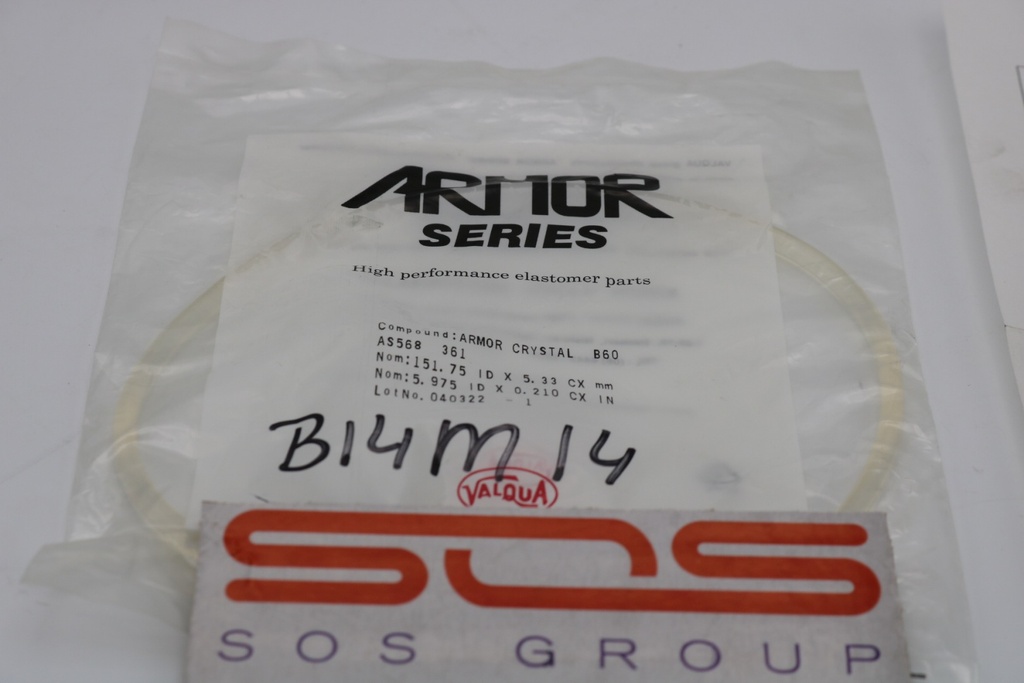 ARMOR
SERIES
High performance elastomer parts
Compound:ARMOR CRYSTAL B60
AS568 361
Nom:151.75 ID X 5.33 CX mm
Nom:5.975 ID X 0.210 CX IN
LotNo.040322 - 1
B14M14
VALQUA
SOS
SOS GROUP